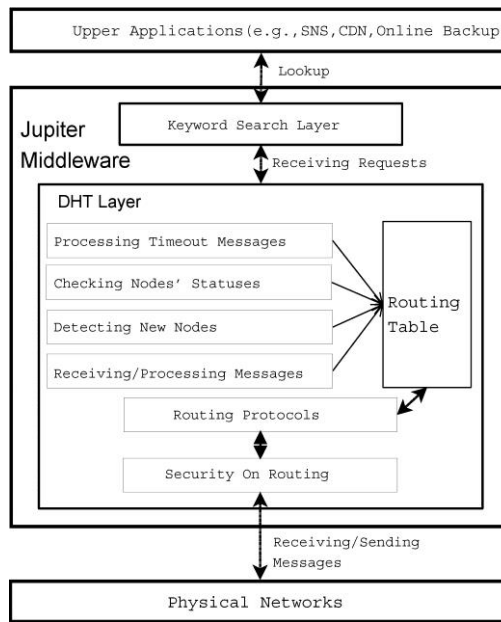 Upper Applications(e.g.,SNS,CDN,Online Backup
Lookup
Jupiter
Middleware
Keyword Search Layer
Receiving Requests
DHT Layer
Processing Timeout Messages
Checking Nodes' Statuses
Detecting New Nodes
Receiving/Processing Messages
Routing
Table
Routing Protocols
Security On Routing
Receiving/Sending
Messages
Physical Networks